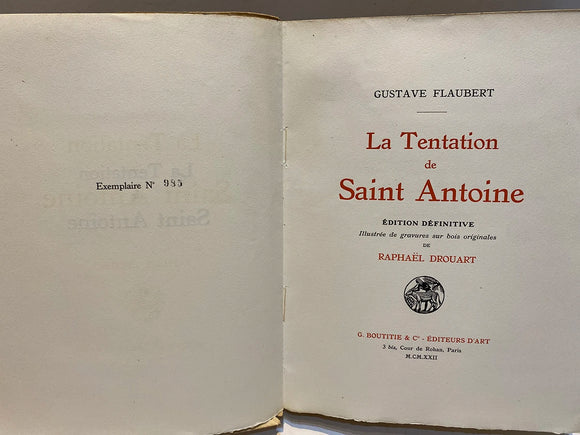 Exemplaire N° 985
GUSTAVE FLAUBERT
La Tentation
de
Saint Antoine
ÉDITION DÉFINITIVE
Illustrée de gravures sur bois originales
DE
RAPHAËL DROUART
G. BOUTITIE & Cie - ÉDITEURS D'ART
3 bis, Cour de Rohan, Paris
M.CM.XXII